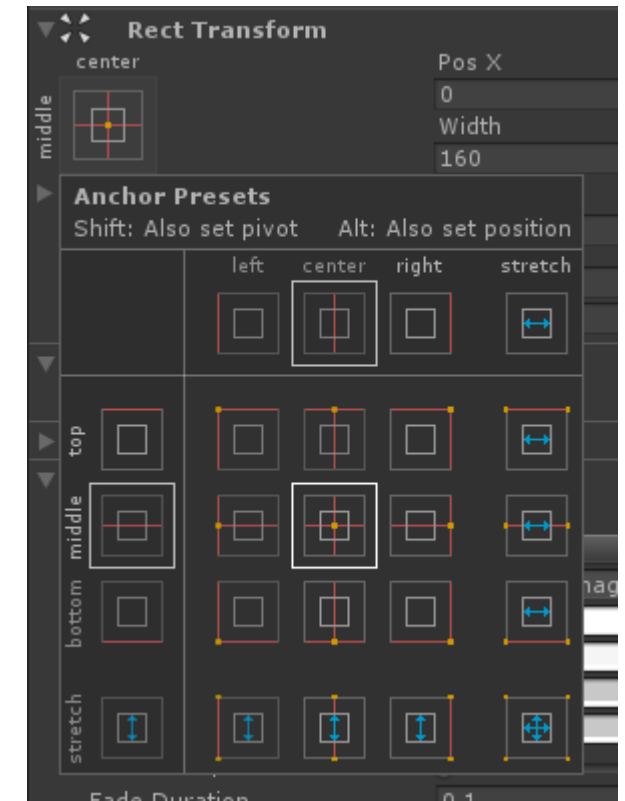 Rect Transform
center
Pos X
middle
0
Width
160
Anchor Presets
Shift: Also set pivot Alt: Also set position
left center right stretch
top
middle
bottom
stretch
Fade Duration
0.1